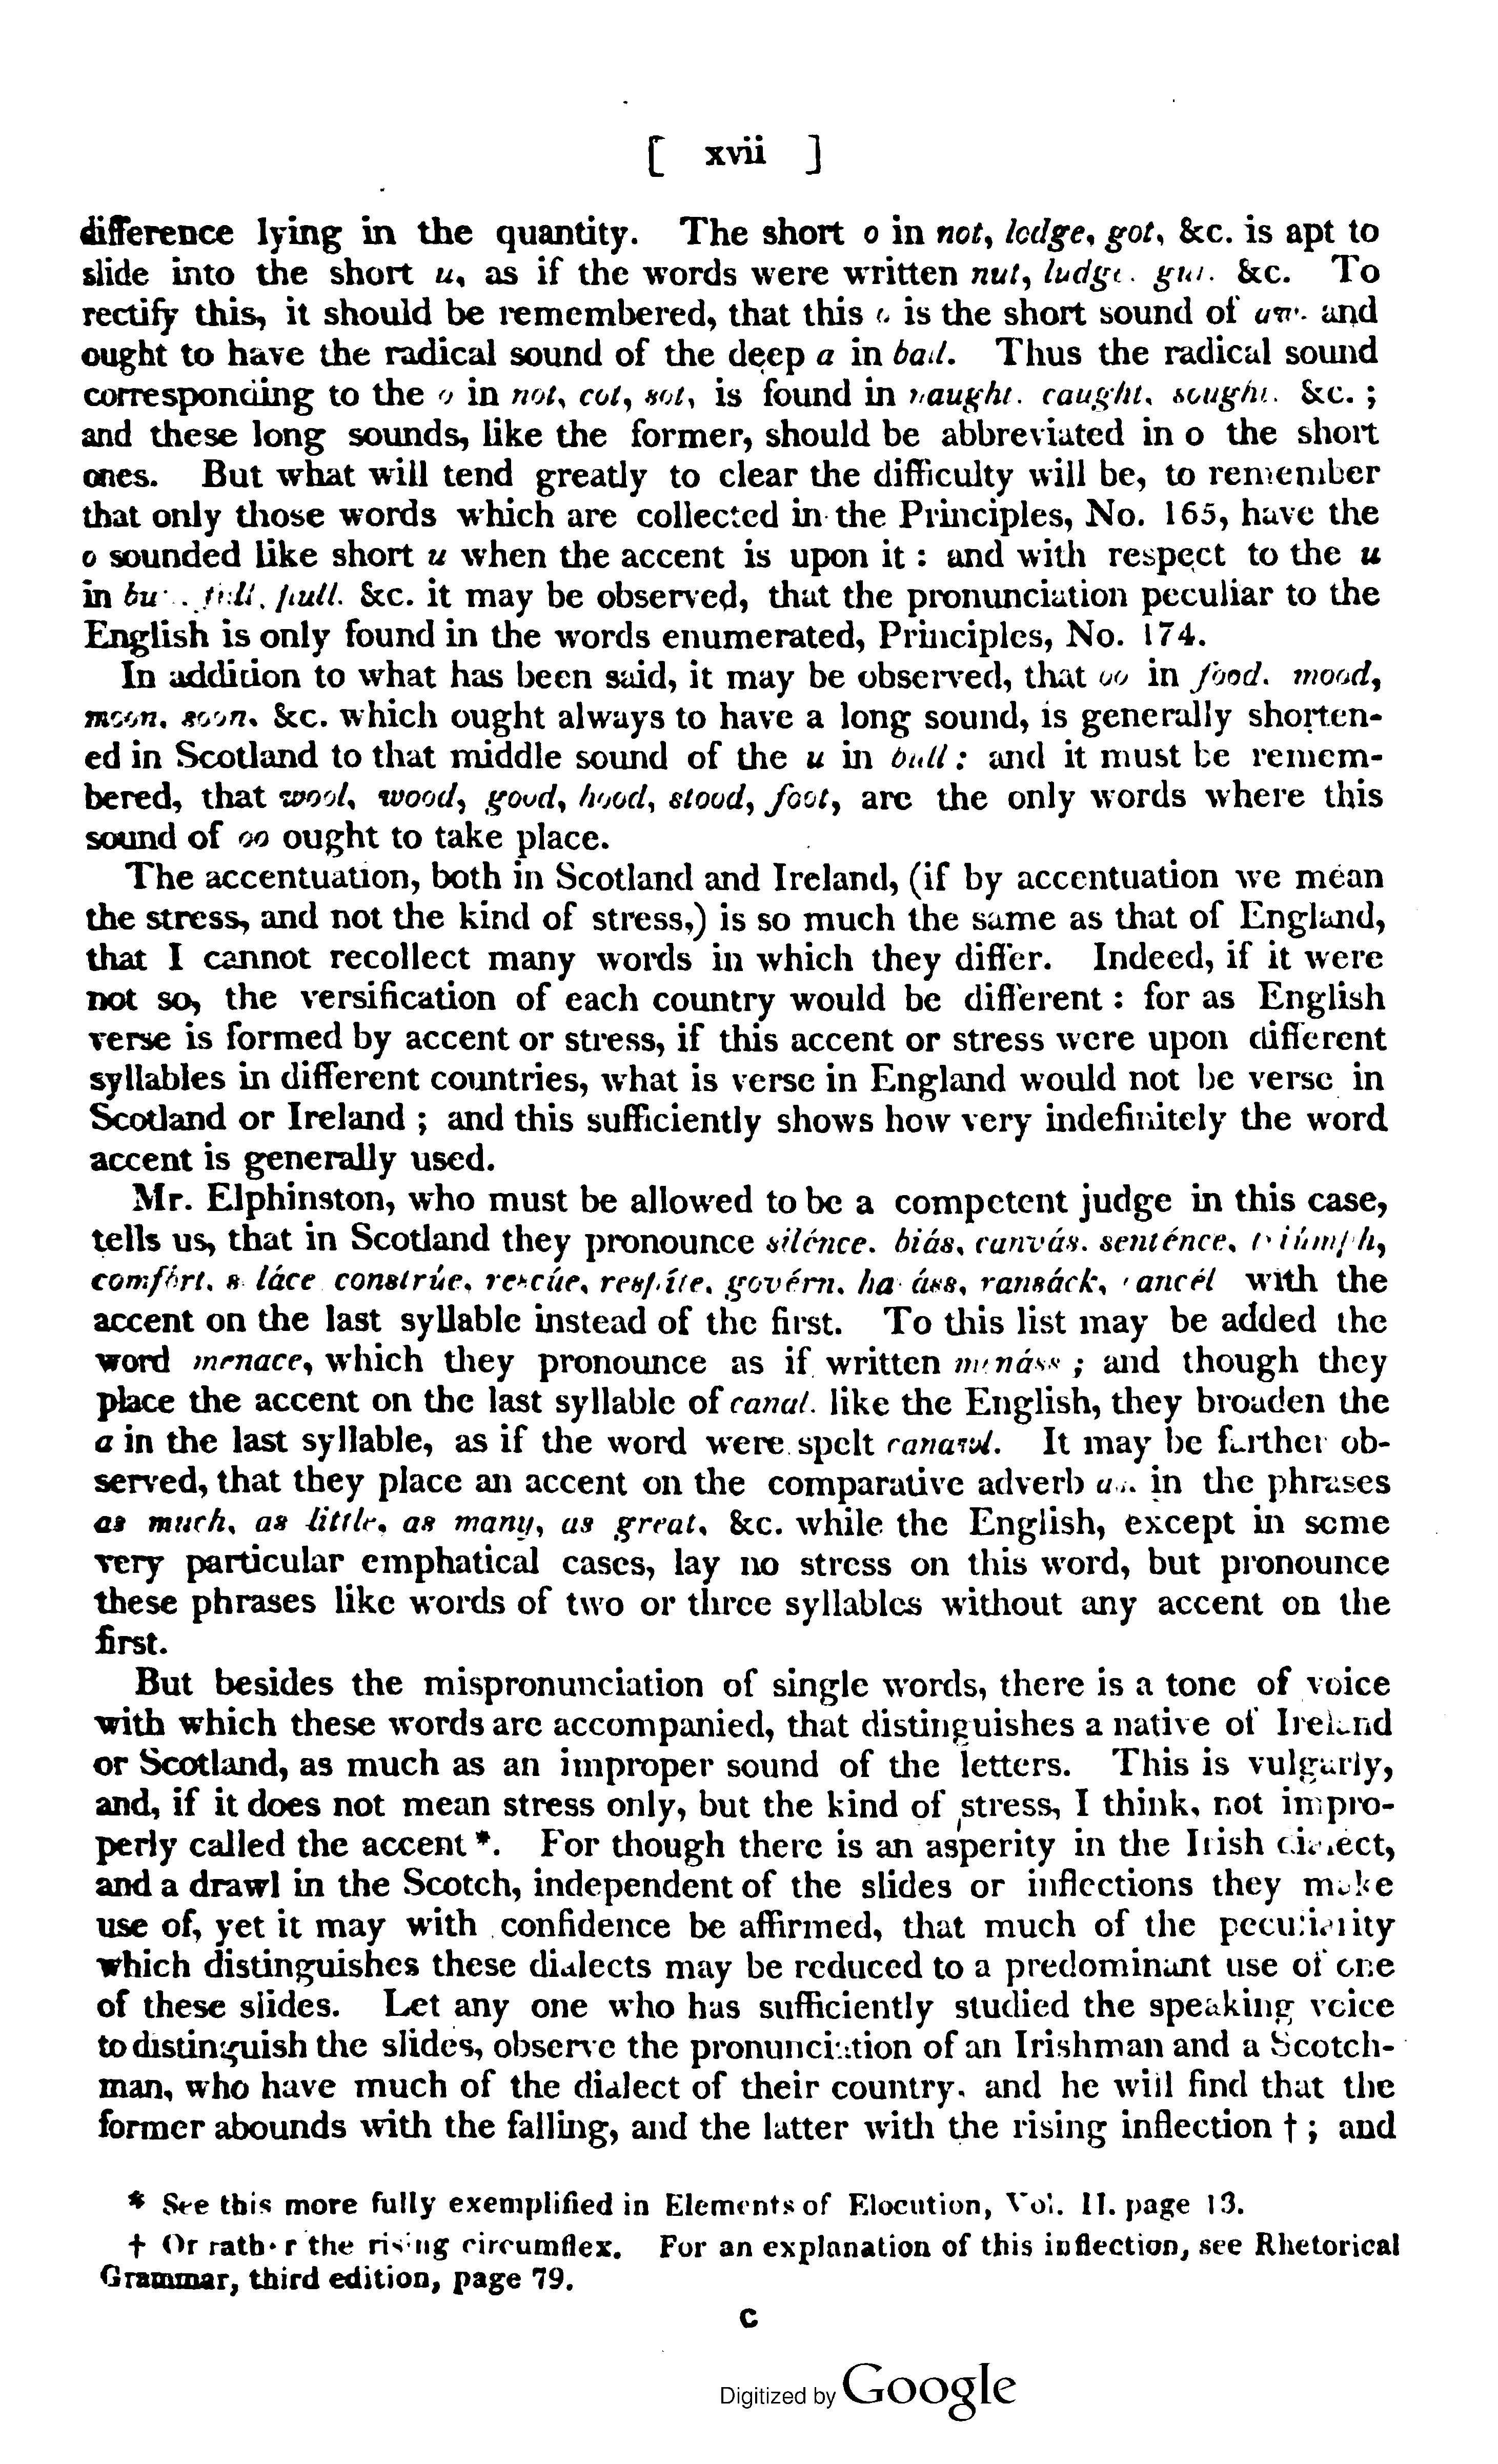 [ xvii ]
difference lying in the quantity. The short o in not, lodge, got, &c. is apt to
slide into the short u, as if the words were written nut, ludge. gut. &c. To
rectify this, it should be remembered, that this o is the short sound of aw. and
ought to have the radical sound of the deep a in ball. Thus the radical sound
corresponding to the o in not, cot, sot, is found in naught. caught, sought. &c. ;
and these long sounds, like the former, should be abbreviated in o the short
ones. But what will tend greatly to clear the difficulty will be, to remember
that only those words which are collected in the Principles, No. 165, have the
o sounded like short u when the accent is upon it : and with respect to the u
in full, pull. &c. it may be observed, that the pronunciation peculiar to the
English is only found in the words enumerated, Principles, No. 174.
In addition to what has been said, it may be observed, that oo in food. mood,
moon, soon, &c. which ought always to have a long sound, is generally shorten-
ed in Scotland to that middle sound of the u in bull : and it must be remem-
bered, that wool, wood, good, hood, stood, foot, are the only words where this
sound of oo ought to take place.
The accentuation, both in Scotland and Ireland, (if by accentuation we mean
the stress, and not the kind of stress,) is so much the same as that of England,
that I cannot recollect many words in which they differ. Indeed, if it were
not so, the versification of each country would be different : for as English
verse is formed by accent or stress, if this accent or stress were upon different
syllables in different countries, what is verse in England would not be verse in
Scotland or Ireland ; and this sufficiently shows how very indefinitely the word
accent is generally used.
Mr. Elphinston, who must be allowed to be a competent judge in this case,
tells us, that in Scotland they pronounce silénce. biás, canvás. senténce, triúmph,
comfórt, soláce construe, rescúe, respíte, govérn. haráss, ransáck, cancél with the
accent on the last syllable instead of the first. To this list may be added the
word menace, which they pronounce as if written menáss ; and though they
place the accent on the last syllable of canal. like the English, they broaden the
a in the last syllable, as if the word were spelt canawl. It may be further ob-
served, that they place an accent on the comparative adverb as. in the phrases
as much, as little, as many, as great, &c. while the English, except in some
very particular emphatical cases, lay no stress on this word, but pronounce
these phrases like words of two or three syllables without any accent on the
first.
But besides the mispronunciation of single words, there is a tone of voice
with which these words are accompanied, that distinguishes a native of Ireland
or Scotland, as much as an improper sound of the letters. This is vulgarly,
and, if it does not mean stress only, but the kind of stress, I think, not impro-
perly called the accent *. For though there is an asperity in the Irish dialect,
and a drawl in the Scotch, independent of the slides or inflections they make
use of, yet it may with confidence be affirmed, that much of the peculiarity
which distinguishes these dialects may be reduced to a predominant use of one
of these slides. Let any one who has sufficiently studied the speaking voice
to distinguish the slides, observe the pronunciation of an Irishman and a Scotch-
man, who have much of the dialect of their country, and he will find that the
former abounds with the falling, and the latter with the rising inflection † ; and
* See this more fully exemplified in Elements of Elocution, Vol. II. page 13.
† Or rather the rising circumflex. For an explanation of this inflection, see Rhetorical
Grammar, third edition, page 79.
C
Digitized by Google